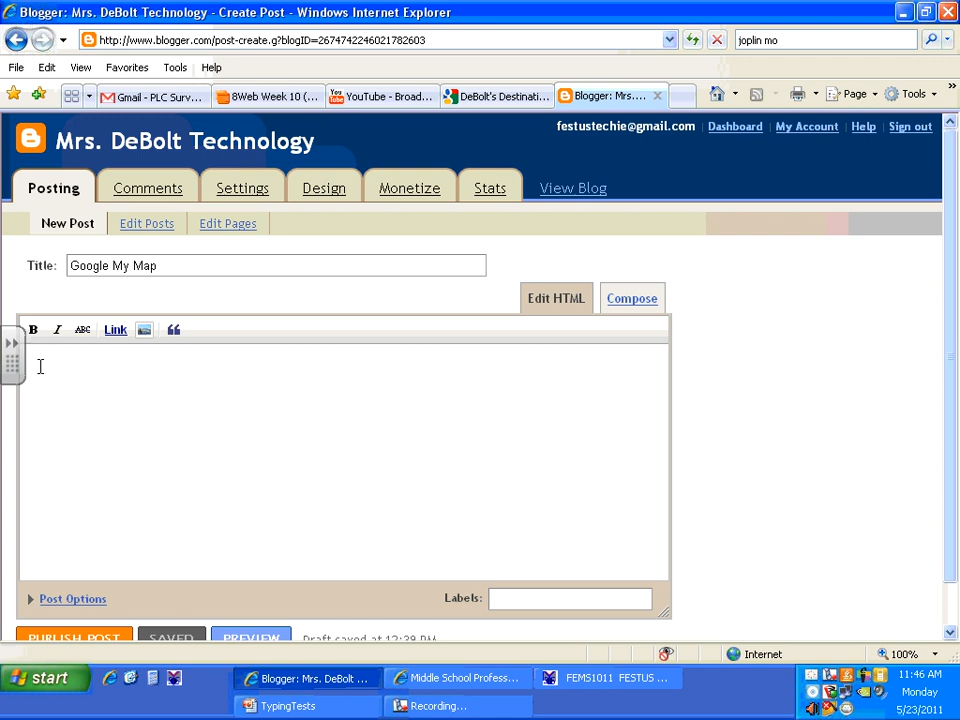 Blogger: Mrs. DeBolt Technology - Create Post - Windows Internet Explorer
http://www.blogger.com/post-create.g?blogID=2674742246021782603
joplin mo
File Edit View Favorites Tools Help
Gmail - PLC Surv... 8Web Week 10 (... YouTube - Broad... DeBolt's Destinati... Blogger: Mrs.... Page Tools
Mrs. DeBolt Technology
festustechie@gmail.com Dashboard My Account Help Sign out
Posting Comments Settings Design Monetize Stats View Blog
New Post Edit Posts Edit Pages
Title: Google My Map
Edit HTML Compose
B I ABC Link
Post Options Labels:
PUBLISH POST SAVED PREVIEW Draft saved at 12:39 PM
Internet 100%
start Blogger: Mrs. DeBolt ... Middle School Profess... FEMS1011 FESTUS ... 11:46 AM
Monday
TypingTests Recording... 5/23/2011